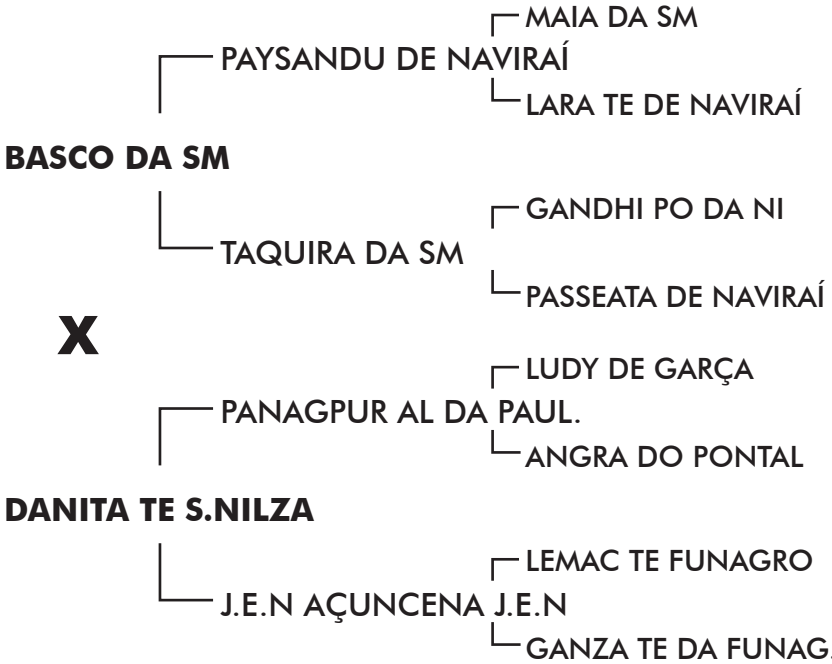 MAIA DA SM
PAYSANDU DE NAVIRAÍ
LARA TE DE NAVIRAÍ
BASCO DA SM
GANDHI PO DA NI
TAQUIRA DA SM
PASSEATA DE NAVIRAÍ
X
LUDY DE GARÇA
PANAGPUR AL DA PAUL.
ANGRA DO PONTAL
DANITA TE S.NILZA
LEMAC TE FUNAGRO
J.E.N AÇUNCENA J.E.N
GANZA TE DA FUNAG.